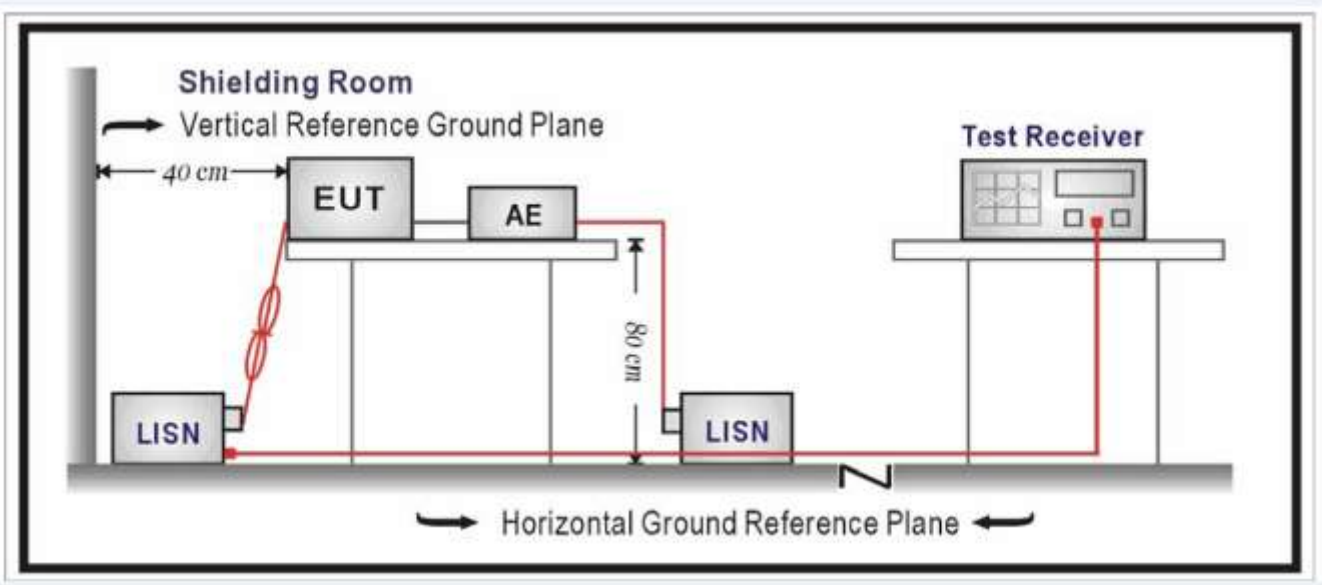 Shielding Room
Vertical Reference Ground Plane
Test Receiver
40 cm
EUT
AE
80 cm
LISN
LISN
Horizontal Ground Reference Plane